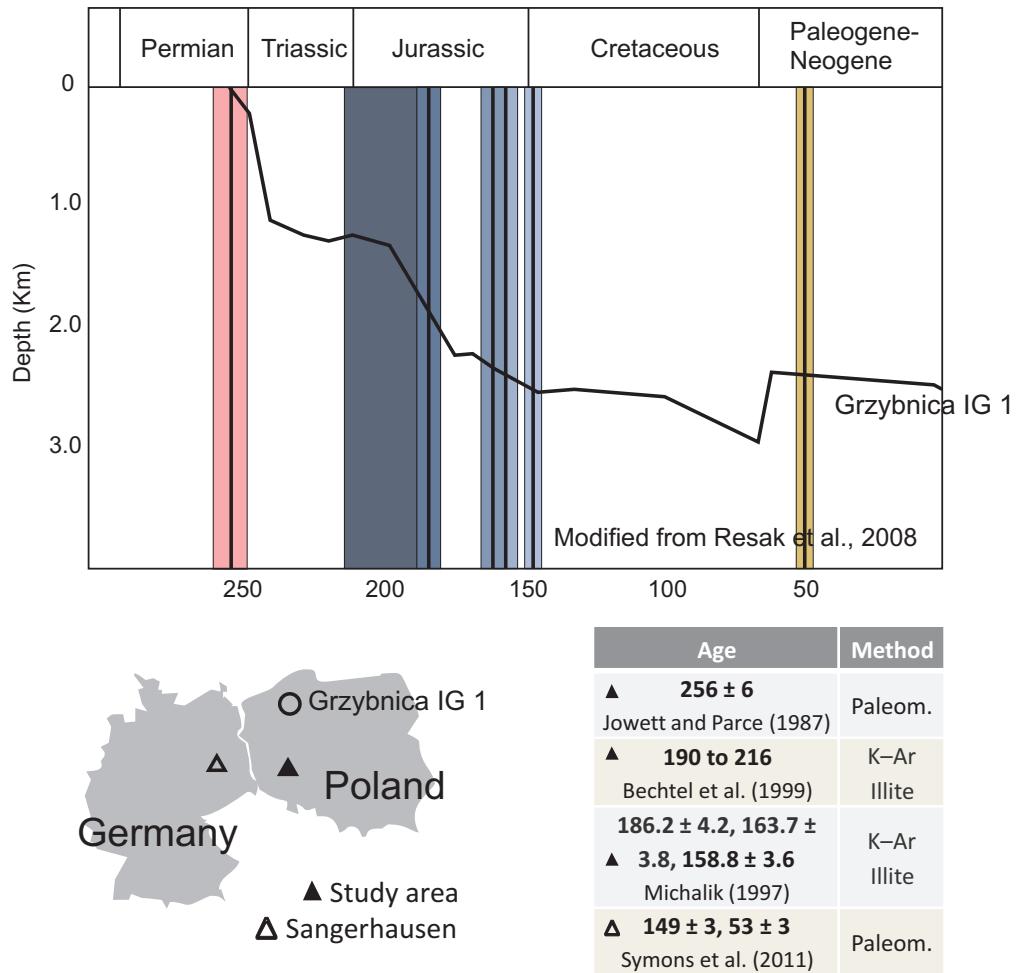 Permian Triassic Jurassic Cretaceous Paleogene-
Neogene
0
1.0
2.0
3.0
Depth (Km)
Grzybnica IG 1
Modified from Resak et al., 2008
250 200 150 100 50
Grzybnica IG 1
Poland
Germany
▲ Study area
△ Sangerhausen
Age Method
▲ 256 ± 6
Jowett and Parce (1987)
Paleom.
▲ 190 to 216
Bechtel et al. (1999)
K–Ar
Illite
186.2 ± 4.2, 163.7 ±
▲ 3.8, 158.8 ± 3.6
Michalik (1997)
K–Ar
Illite
△ 149 ± 3, 53 ± 3
Symons et al. (2011)
Paleom.